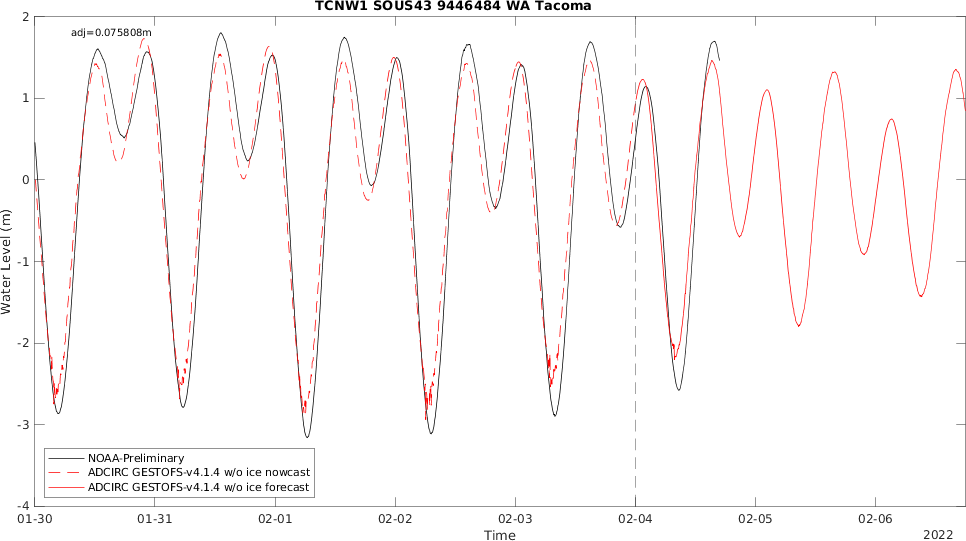 TCNW1 SOUS43 9446484 WA Tacoma
adj=0.075808m
2
1
0
-1
-2
-3
-4
Water Level (m)
NOAA-Preliminary
ADCIRC GESTOFS-v4.1.4 w/o ice nowcast
ADCIRC GESTOFS-v4.1.4 w/o ice forecast
01-30 01-31 02-01 02-02 02-03 02-04 02-05 02-06
Time
2022